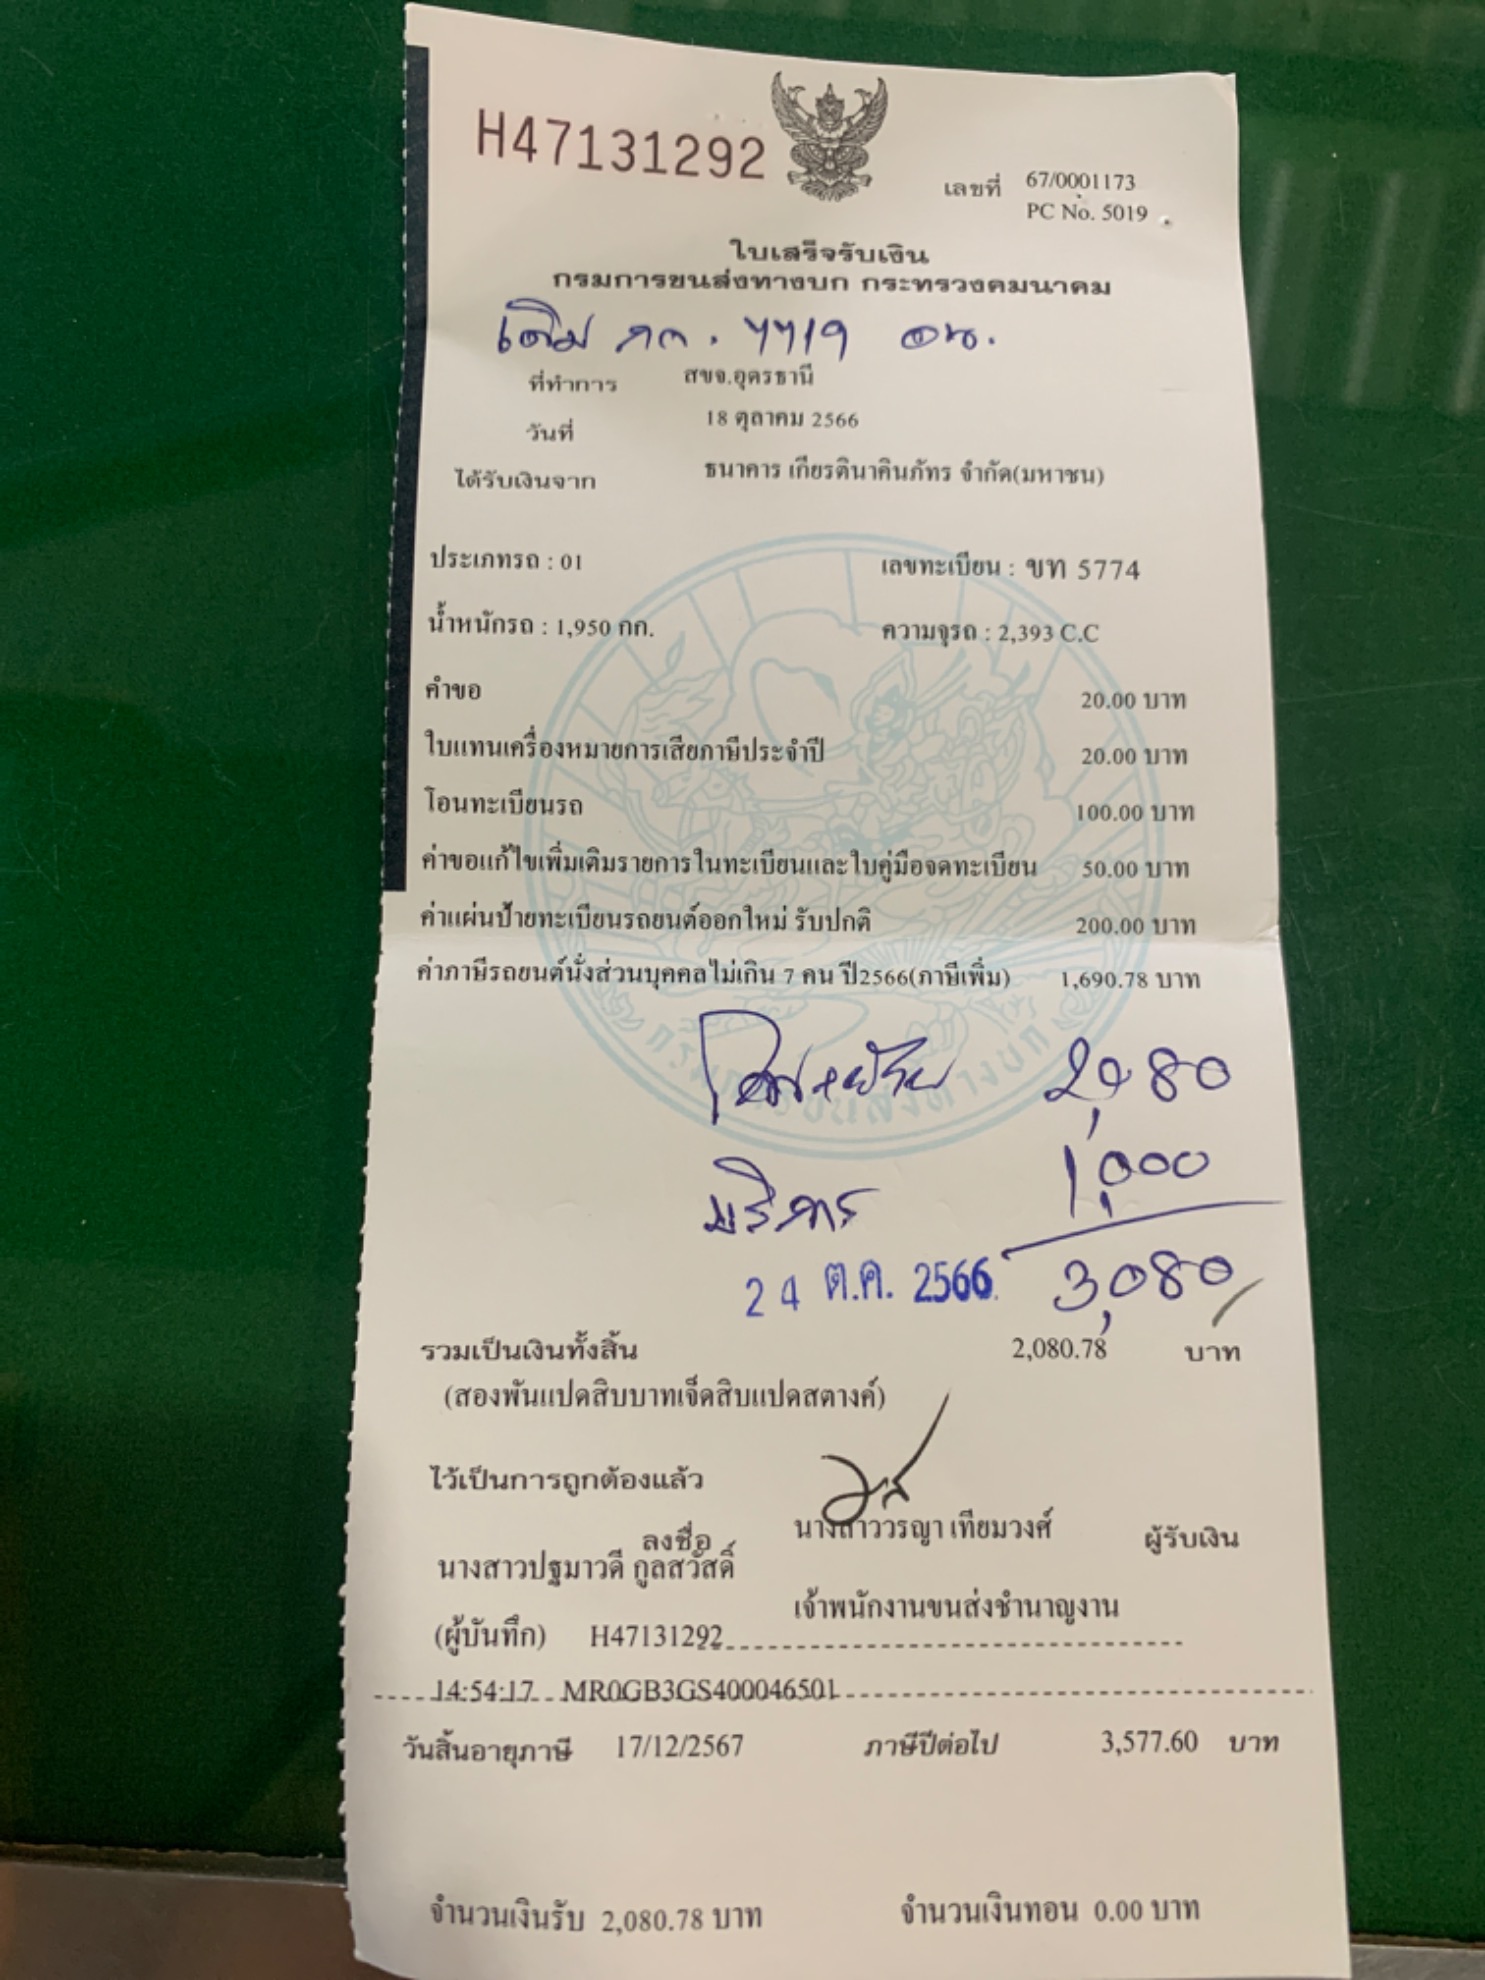 H47131292
เลขที่ 67/0001173
PC No. 5019
ใบเสร็จรับเงิน
กรมการขนส่งทางบก กระทรวงคมนาคม
เดิม กก. 7719 อน.
ที่ทำการ สขจ.อุดรธานี
วันที่ 18 ตุลาคม 2566
ได้รับเงินจาก ธนาคาร เกียรตินาคินภัทร จำกัด(มหาชน)
ประเภทรถ : 01 เลขทะเบียน : ขท 5774
น้ำหนักรถ : 1,950 กก. ความจุรถ : 2,393 C.C
คำขอ 20.00 บาท
ใบแทนเครื่องหมายการเสียภาษีประจำปี 20.00 บาท
โอนทะเบียนรถ 100.00 บาท
ค่าขอแก้ไขเพิ่มเติมรายการในทะเบียนและใบคู่มือจดทะเบียน 50.00 บาท
ค่าแผ่นป้ายทะเบียนรถยนต์ออกใหม่ รับปกติ 200.00 บาท
ค่าภาษีรถยนต์นั่งส่วนบุคคลไม่เกิน 7 คน ปี2566(ภาษีเพิ่ม) 1,690.78 บาท
2,080
บริการ 1,000
24 ต.ค. 2566 3,080
รวมเป็นเงินทั้งสิ้น 2,080.78 บาท
(สองพันแปดสิบบาทเจ็ดสิบแปดสตางค์)
ไว้เป็นการถูกต้องแล้ว
ลงชื่อ นางสาววรญา เทียมวงศ์ ผู้รับเงิน
นางสาวปฐมาวดี กูลสวัสดิ์
เจ้าพนักงานขนส่งชำนาญงาน
(ผู้บันทึก) H47131292
14:54:17 MR0GB3GS400046501
วันสิ้นอายุภาษี 17/12/2567 ภาษีปีต่อไป 3,577.60 บาท
จำนวนเงินรับ 2,080.78 บาท จำนวนเงินทอน 0.00 บาท